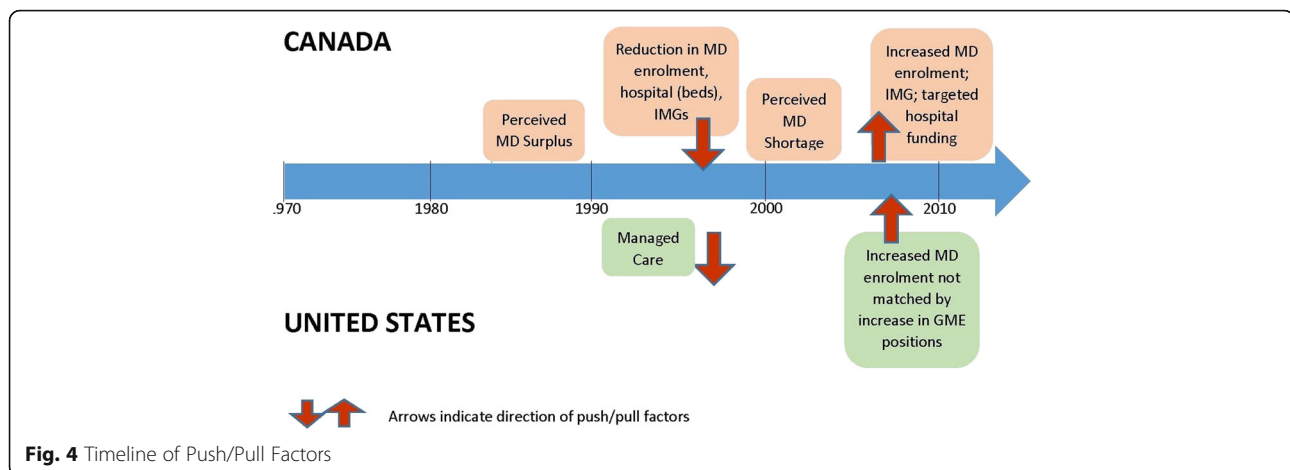 CANADA
Perceived
MD Surplus
Reduction in MD
enrolment,
hospital (beds),
IMGs
Perceived
MD
Shortage
Increased MD
enrolment;
IMG; targeted
hospital
funding
.970
1980
1990
2000
2010
Managed
Care
Increased MD
enrolment not
matched by
increase in GME
positions
UNITED STATES
Arrows indicate direction of push/pull factors
Fig. 4 Timeline of Push/Pull Factors